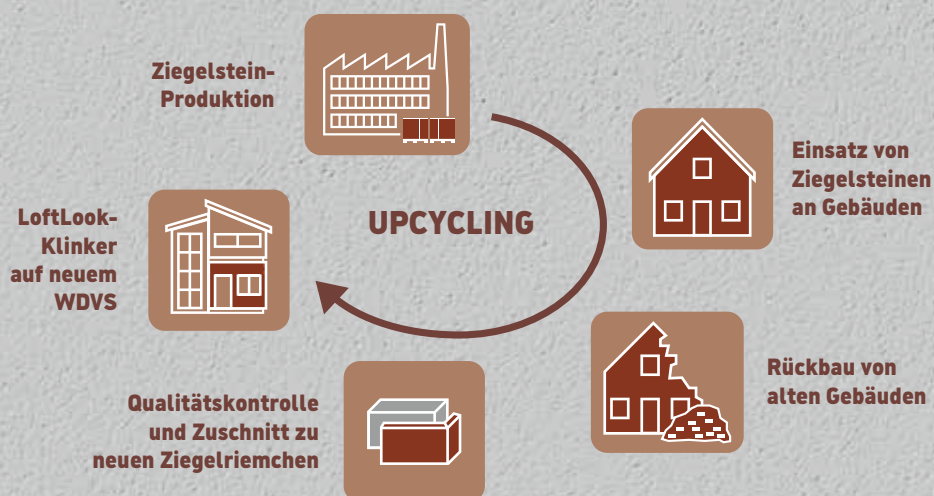 Ziegelstein-
Produktion
Einsatz von
Ziegelsteinen
an Gebäuden
UPCYCLING
LoftLook-
Klinker
auf neuem
WDVS
Rückbau von
alten Gebäuden
Qualitätskontrolle
und Zuschnitt zu
neuen Ziegelriemchen